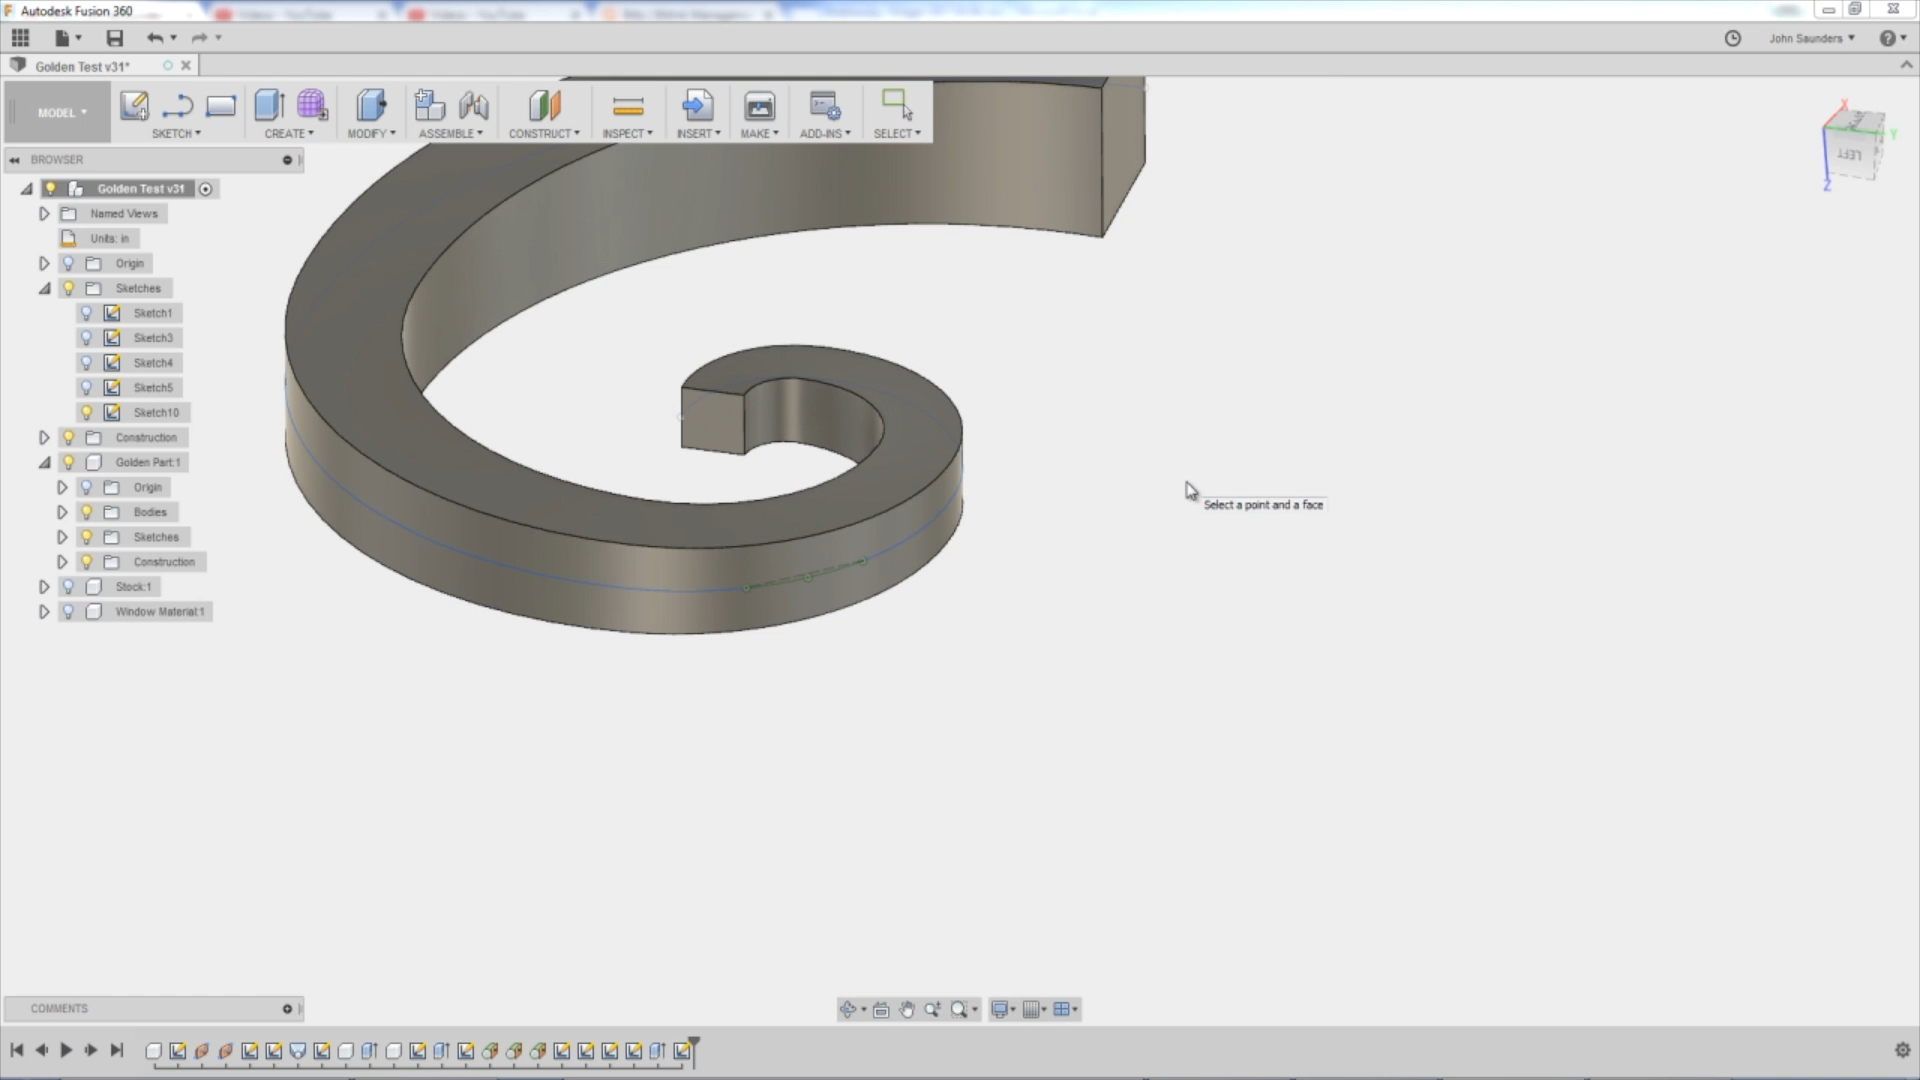 Autodesk Fusion 360
John Saunders
Golden Test v31*
MODEL
SKETCH
CREATE
MODIFY
ASSEMBLE
CONSTRUCT
INSPECT
INSERT
MAKE
ADD-INS
SELECT
BROWSER
Golden Test v31
Named Views
Units: in
Origin
Sketches
Sketch1
Sketch3
Sketch4
Sketch5
Sketch10
Construction
Golden Part:1
Origin
Bodies
Sketches
Construction
Stock:1
Window Material:1
X
Y
LEFT
Z
Select a point and a face
COMMENTS